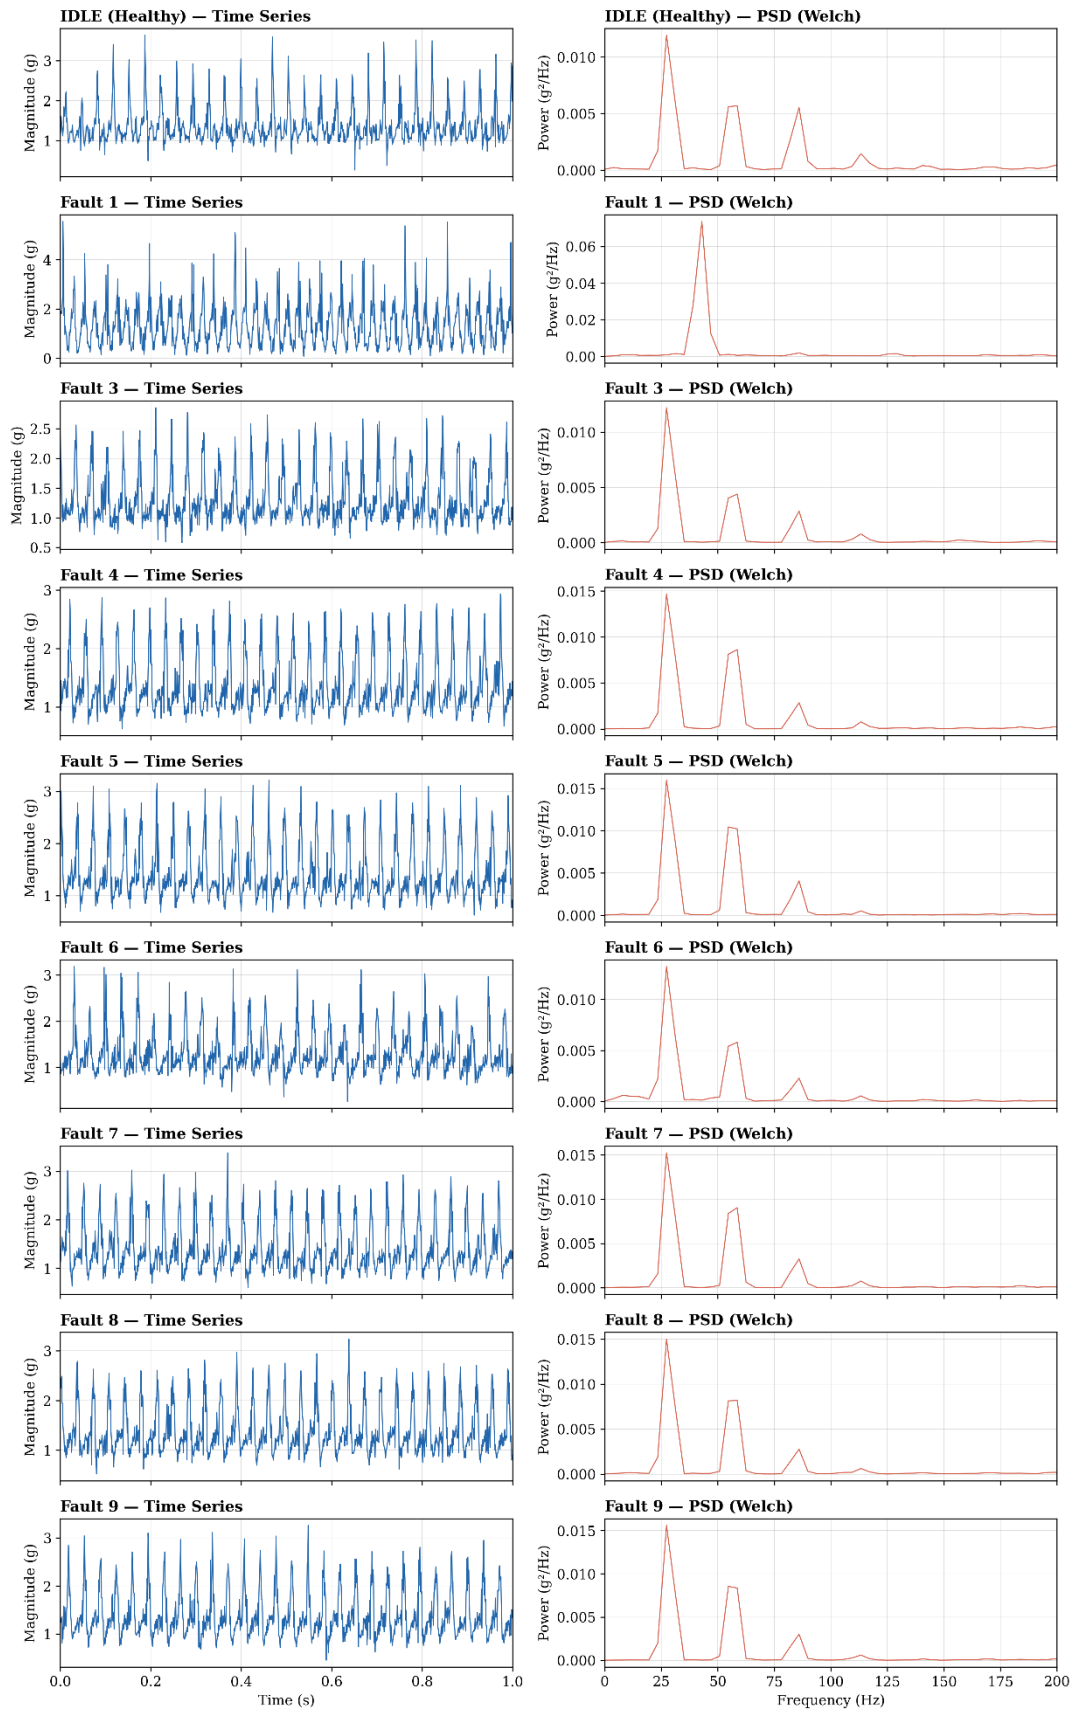 IDLE (Healthy) — Time Series
IDLE (Healthy) — PSD (Welch)
Magnitude (g)
3
2
1
Power (g²/Hz)
0.010
0.005
0.000
Fault 1 — Time Series
Fault 1 — PSD (Welch)
Magnitude (g)
4
2
0
Power (g²/Hz)
0.06
0.04
0.02
0.00
Fault 3 — Time Series
Fault 3 — PSD (Welch)
Magnitude (g)
2.5
2.0
1.5
1.0
0.5
Power (g²/Hz)
0.010
0.005
0.000
Fault 4 — Time Series
Fault 4 — PSD (Welch)
Magnitude (g)
3
2
1
Power (g²/Hz)
0.015
0.010
0.005
0.000
Fault 5 — Time Series
Fault 5 — PSD (Welch)
Magnitude (g)
3
2
1
Power (g²/Hz)
0.015
0.010
0.005
0.000
Fault 6 — Time Series
Fault 6 — PSD (Welch)
Magnitude (g)
3
2
1
Power (g²/Hz)
0.010
0.005
0.000
Fault 7 — Time Series
Fault 7 — PSD (Welch)
Magnitude (g)
3
2
1
Power (g²/Hz)
0.015
0.010
0.005
0.000
Fault 8 — Time Series
Fault 8 — PSD (Welch)
Magnitude (g)
3
2
1
Power (g²/Hz)
0.015
0.010
0.005
0.000
Fault 9 — Time Series
Fault 9 — PSD (Welch)
Magnitude (g)
3
2
1
Power (g²/Hz)
0.015
0.010
0.005
0.000
0.0 0.2 0.4 0.6 0.8 1.0
Time (s)
0 25 50 75 100 125 150 175 200
Frequency (Hz)